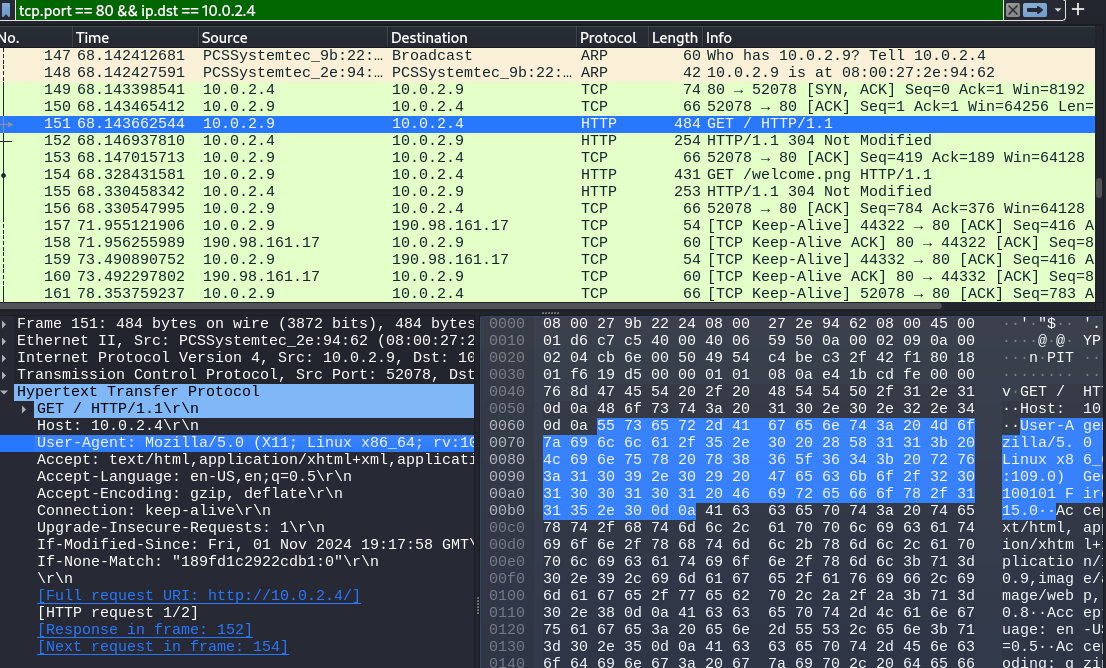 tcp.port == 80 && ip.dst == 10.0.2.4
No. Time Source Destination Protocol Length Info
147 68.142412681 PCSSystemtec_9b:22:… Broadcast ARP 60 Who has 10.0.2.9? Tell 10.0.2.4
148 68.142427591 PCSSystemtec_2e:94:… PCSSystemtec_9b:22:… ARP 42 10.0.2.9 is at 08:00:27:2e:94:62
149 68.143398541 10.0.2.4 10.0.2.9 TCP 74 80 → 52078 [SYN, ACK] Seq=0 Ack=1 Win=8192
150 68.143465412 10.0.2.9 10.0.2.4 TCP 66 52078 → 80 [ACK] Seq=1 Ack=1 Win=64256 Len=
151 68.143662544 10.0.2.9 10.0.2.4 HTTP 484 GET / HTTP/1.1
152 68.146937810 10.0.2.4 10.0.2.9 HTTP 254 HTTP/1.1 304 Not Modified
153 68.147015713 10.0.2.9 10.0.2.4 TCP 66 52078 → 80 [ACK] Seq=419 Ack=189 Win=64128
154 68.328431581 10.0.2.9 10.0.2.4 HTTP 431 GET /welcome.png HTTP/1.1
155 68.330458342 10.0.2.4 10.0.2.9 HTTP 253 HTTP/1.1 304 Not Modified
156 68.330547995 10.0.2.9 10.0.2.4 TCP 66 52078 → 80 [ACK] Seq=784 Ack=376 Win=64128
157 71.955121906 10.0.2.9 190.98.161.17 TCP 54 [TCP Keep-Alive] 44322 → 80 [ACK] Seq=416 A
158 71.956255989 190.98.161.17 10.0.2.9 TCP 60 [TCP Keep-Alive ACK] 80 → 44322 [ACK] Seq=8
159 73.490890752 10.0.2.9 190.98.161.17 TCP 54 [TCP Keep-Alive] 44332 → 80 [ACK] Seq=416 A
160 73.492297802 190.98.161.17 10.0.2.9 TCP 60 [TCP Keep-Alive ACK] 80 → 44332 [ACK] Seq=8
161 78.353759237 10.0.2.9 10.0.2.4 TCP 66 [TCP Keep-Alive] 52078 → 80 [ACK] Seq=783 A
Frame 151: 484 bytes on wire (3872 bits), 484 bytes
Ethernet II, Src: PCSSystemtec_2e:94:62 (08:00:27:2
Internet Protocol Version 4, Src: 10.0.2.9, Dst: 10
Transmission Control Protocol, Src Port: 52078, Dst
Hypertext Transfer Protocol
GET / HTTP/1.1\r\n
Host: 10.0.2.4\r\n
User-Agent: Mozilla/5.0 (X11; Linux x86_64; rv:10
Accept: text/html,application/xhtml+xml,applicati
Accept-Language: en-US,en;q=0.5\r\n
Accept-Encoding: gzip, deflate\r\n
Connection: keep-alive\r\n
Upgrade-Insecure-Requests: 1\r\n
If-Modified-Since: Fri, 01 Nov 2024 19:17:58 GMT\
If-None-Match: "189fd1c2922cdb1:0"\r\n
\r\n
[Full request URI: http://10.0.2.4/]
[HTTP request 1/2]
[Response in frame: 152]
[Next request in frame: 154]
0000 08 00 27 9b 22 24 08 00 27 2e 94 62 08 00 45 00 ··'·"$·· '.
0010 01 d6 c7 c5 40 00 40 06 59 50 0a 00 02 09 0a 00 ····@·@· YP
0020 02 04 cb 6e 00 50 49 54 c4 be c3 2f 42 f1 80 18 ···n·PIT
0030 01 f6 19 d5 00 00 01 01 08 0a e4 1b cd fe 00 00 ········
0040 76 8d 47 45 54 20 2f 20 48 54 54 50 2f 31 2e 31 v·GET / HT
0050 0d 0a 48 6f 73 74 3a 20 31 30 2e 30 2e 32 2e 34 ··Host: 10
0060 0d 0a 55 73 65 72 2d 41 67 65 6e 74 3a 20 4d 6f ··User-A gen
0070 7a 69 6c 6c 61 2f 35 2e 30 20 28 58 31 31 3b 20 zilla/5. 0 (
0080 4c 69 6e 75 78 20 78 38 36 5f 36 34 3b 20 72 76 Linux x8 6_6
0090 3a 31 30 39 2e 30 29 20 47 65 63 6b 6f 2f 32 30 :109.0) Gec
00a0 31 30 30 31 30 31 20 46 69 72 65 66 6f 78 2f 31 100101 F ire
00b0 31 35 2e 30 0d 0a 41 63 63 65 70 74 3a 20 74 65 15.0··Ac cep
00c0 78 74 2f 68 74 6d 6c 2c 61 70 70 6c 69 63 61 74 xt/html, app
00d0 69 6f 6e 2f 78 68 74 6d 6c 2b 78 6d 6c 2c 61 70 ion/xhtm l+x
00e0 70 6c 69 63 61 74 69 6f 6e 2f 78 6d 6c 3b 71 3d plicatio n/x
00f0 30 2e 39 2c 69 6d 61 67 65 2f 61 76 69 66 2c 69 0.9,imag e/a
0100 6d 61 67 65 2f 77 65 62 70 2c 2a 2f 2a 3b 71 3d mage/web p,
0110 30 2e 38 0d 0a 41 63 63 65 70 74 2d 4c 61 6e 67 0.8··Acc ept
0120 75 61 67 65 3a 20 65 6e 2d 55 53 2c 65 6e 3b 71 uage: en -US
0130 3d 30 2e 35 0d 0a 41 63 63 65 70 74 2d 45 6e 63 =0.5··Ac cep
0140 6f 64 69 6e 67 3a 20 67 7a 69 70 2c 20 64 65 66 oding: g zip